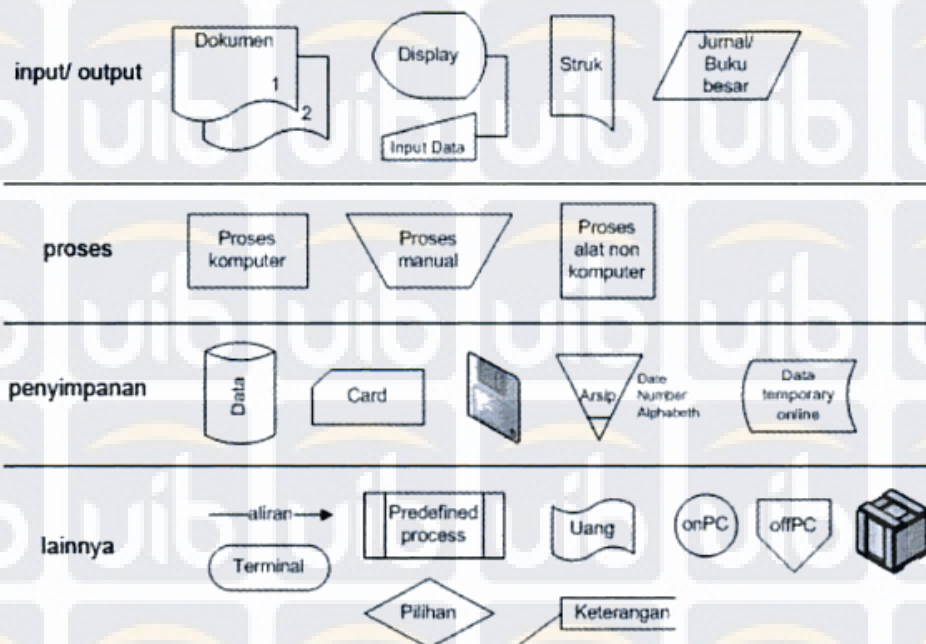 input/ output
Dokumen
1
2
Display
Input Data
Struk
Jurnal/
Buku
besar
proses
Proses
komputer
Proses
manual
Proses
alat non
komputer
penyimpanan
Data
Card
Arsip
Date
Number
Alphabeth
Data
temporary
online
lainnya
aliran
Terminal
Predefined
process
Uang
onPC
offPC
Pilihan
Keterangan
uib